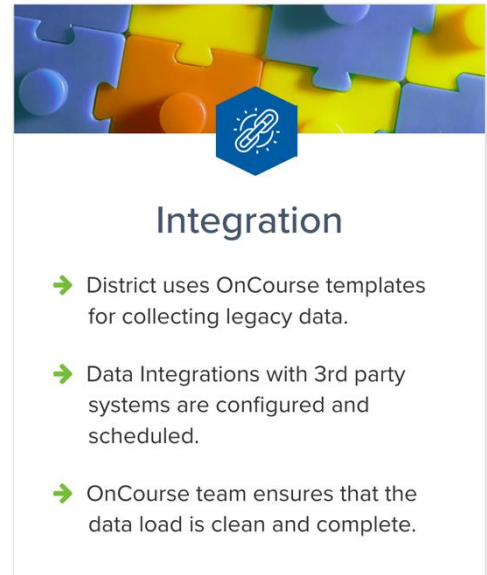 Integration
District uses OnCourse templates
for collecting legacy data.
Data Integrations with 3rd party
systems are configured and
scheduled.
OnCourse team ensures that the
data load is clean and complete.